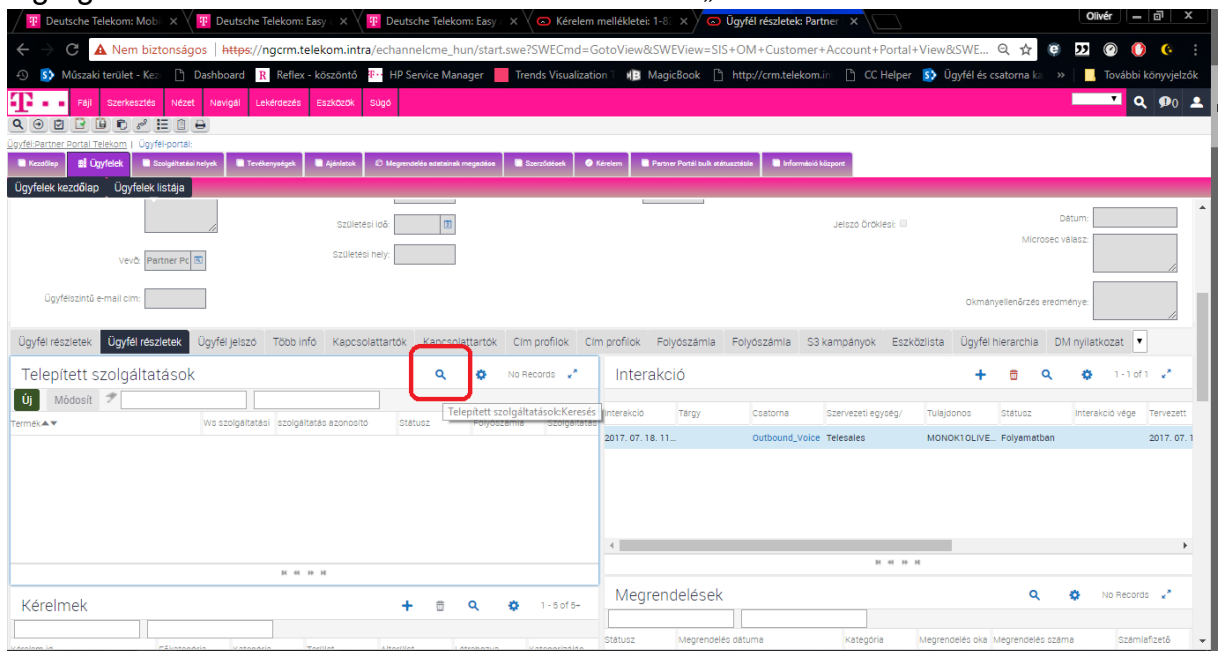 Deutsche Telekom: Mobi
Deutsche Telekom: Easy
Deutsche Telekom: Easy
Kérelem mellékletei: 1-8
Ügyfél részletek: Partner
Olivér
Nem biztonságos
https://ngcrm.telekom.intra/echannelcme_hun/start.swe?SWECmd=GotoView&SWEView=SIS+OM+Customer+Account+Portal+View&SWE...
Műszaki terület - Kez
Dashboard
Reflex - köszöntő
HP Service Manager
Trends Visualization
MagicBook
http://crm.telekom.in
CC Helper
Ügyfél és csatorna ka
»
További könyvjelzők
Fájl Szerkesztés Nézet Navigál Lekérdezés Eszközök Súgó
0
Ügyfél:Partner Portal Telekom | Ügyfél-portál:
Kezdőlap
Ügyfelek
Szolgáltatási helyek
Tevékenységek
Ajánlatok
Megrendelés adatainak megadása
Szerződések
Kérelem
Partner Portál bulk státusztábla
Információ központ
Ügyfelek kezdőlap Ügyfelek listája
Születési idő:
Jelszó Öröklési:
Dátum:
Microsec válasz:
Vevő: Partner Pc
Születési hely:
Ügyfélszintű e-mail cím:
Okmányellenőrzés eredménye:
Ügyfél részletek Ügyfél részletek Ügyfél jelszó Több infó Kapcsolattartók Kapcsolattartók Cím profilok Cím profilok Folyószámla Folyószámla S3 kampányok Eszközlista Ügyfél hierarchia DM nyilatkozat
Telepített szolgáltatások
No Records
Interakció
1 - 1 of 1
Új Módosít
Telepített szolgáltatások:Keresés
Termék
Ws szolgáltatási
szolgáltatás azonosító
Státusz
Folyószámla
Szolgáltatás
Interakció
Tárgy
Csatorna
Szervezeti egység/
Tulajdonos
Státusz
Interakció vége
Tervezett
2017. 07. 18. 11...
Outbound_Voice
Telesales
MONOK1OLIVE...
Folyamatban
2017. 07. 1
Kérelmek
1 - 5 of 5+
Megrendelések
No Records
Státusz
Megrendelés dátuma
Kategória
Megrendelés oka
Megrendelés száma
Számlafizető